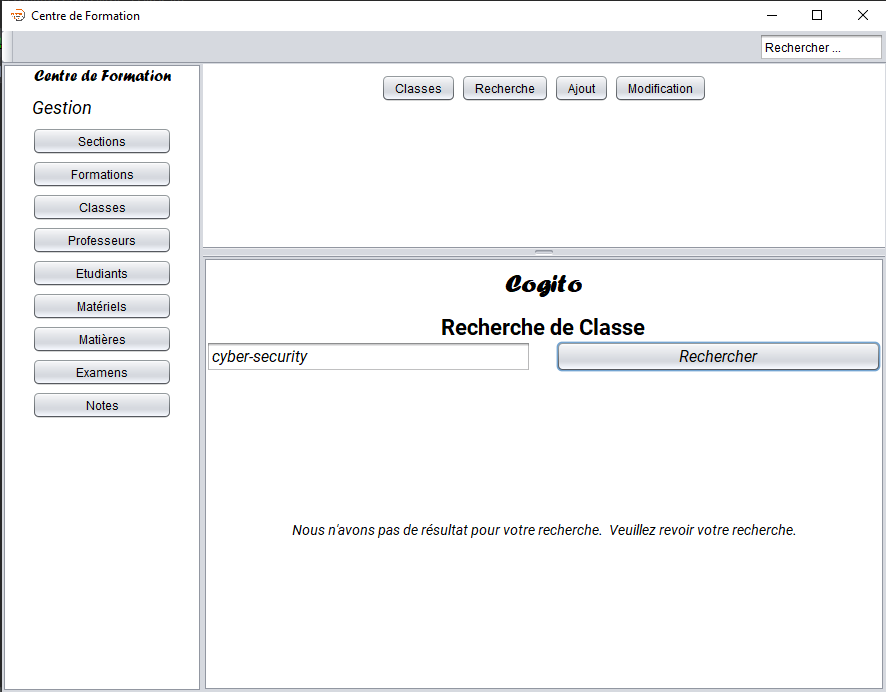 Centre de Formation
Rechercher ...
Centre de Formation
Gestion
Sections
Formations
Classes
Professeurs
Etudiants
Matériels
Matières
Examens
Notes
Classes Recherche Ajout Modification
Cogito
Recherche de Classe
cyber-security Rechercher
Nous n'avons pas de résultat pour votre recherche. Veuillez revoir votre recherche.